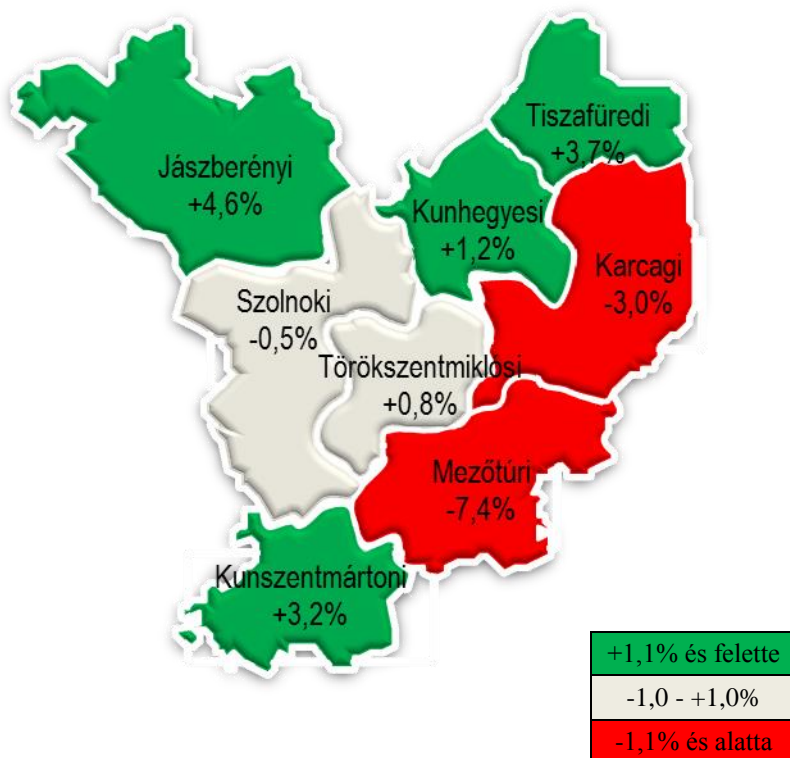 Tiszafüredi
+3,7%
Jászberényi
+4,6%
Kunhegyesi
+1,2%
Karcagi
-3,0%
Szolnoki
-0,5%
Törökszentmiklósi
+0,8%
Mezőtúri
-7,4%
Kunszentmártoni
+3,2%
+1,1% és felette
-1,0 - +1,0%
-1,1% és alatta